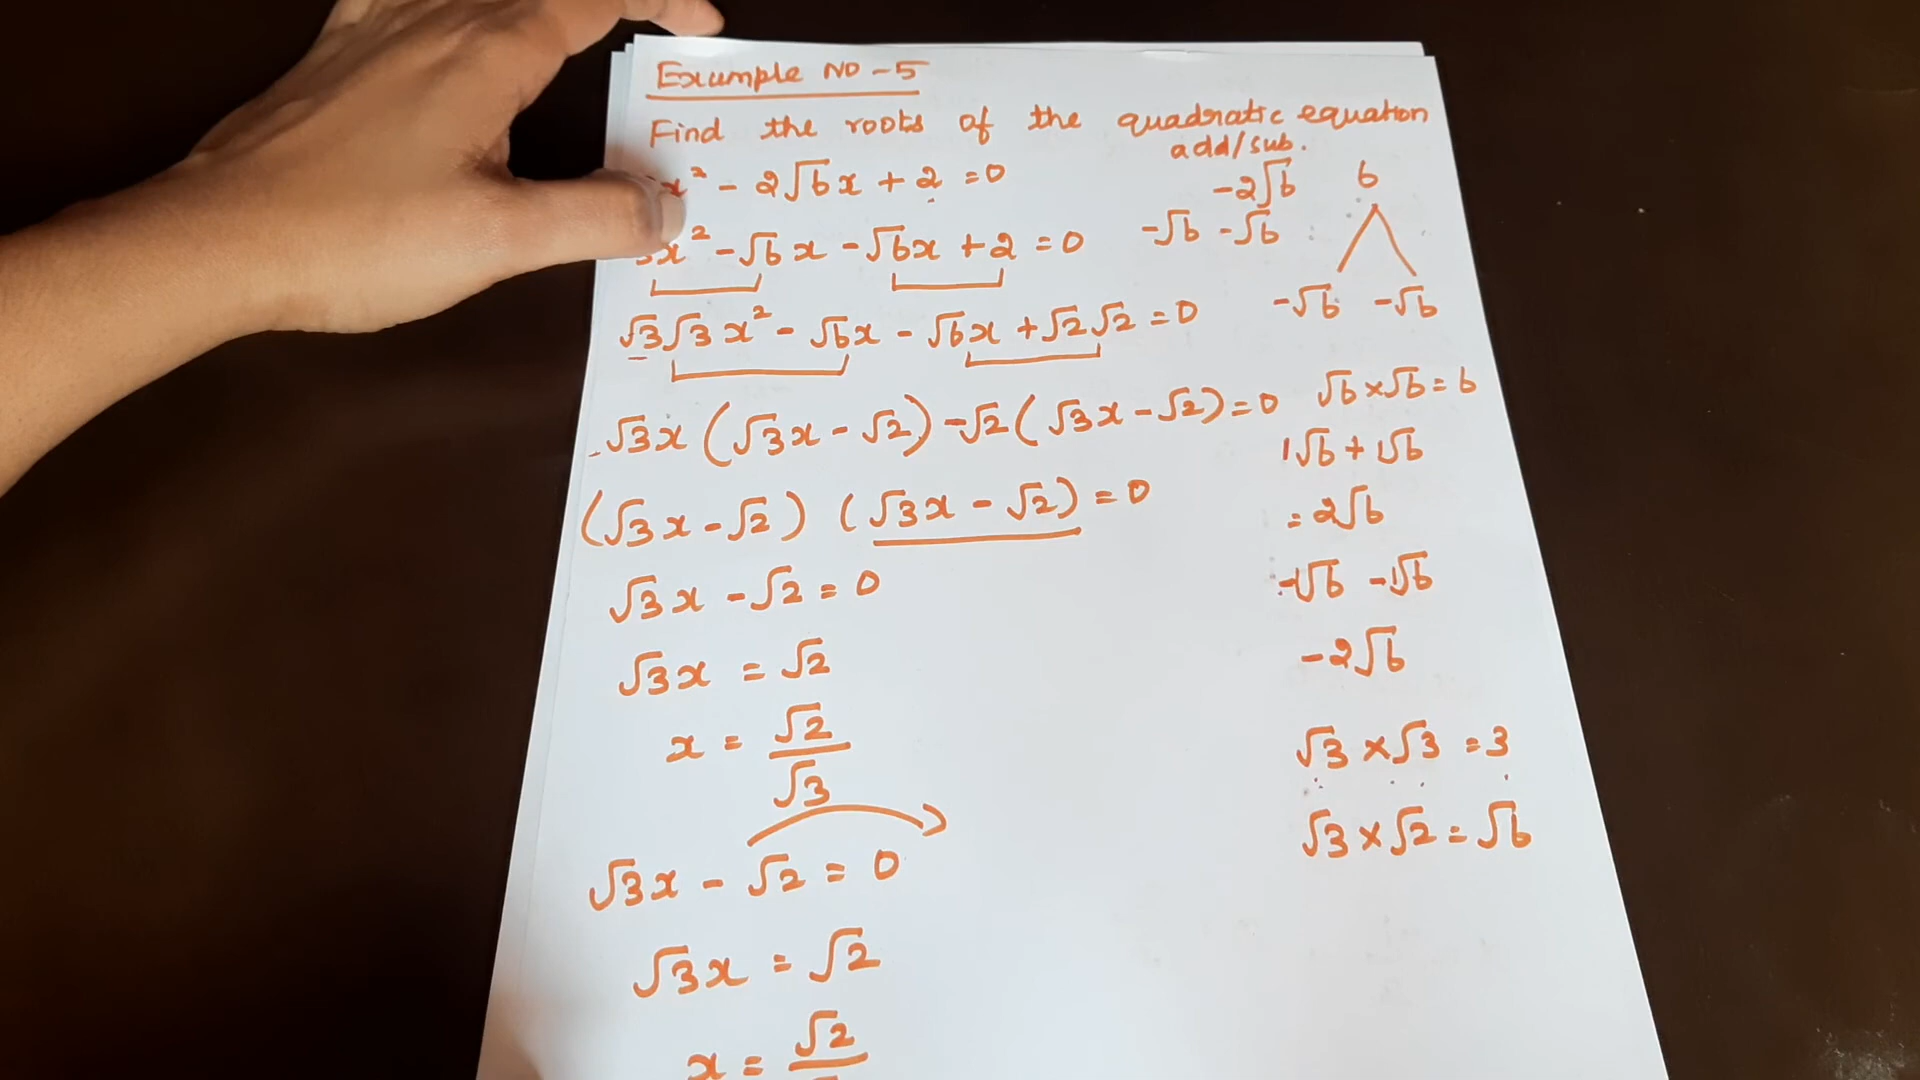 Example NO-5
Find the roots of the quadratic equation
add/sub.
x² - 2√6x + 2 = 0
-2√6 6
3x² - √6x - √6x + 2 = 0
-√6 -√6
-√6 -√6
√3√3x² - √6x - √6x + √2√2 = 0
√3x (√3x - √2) - √2 (√3x - √2) = 0
√6 × √6 = 6
1√6 + 1√6
(√3x - √2) (√3x - √2) = 0
= 2√6
√3x - √2 = 0
-1√6 -1√6
√3x = √2
-2√6
x = √2/√3
√3 × √3 = 3
√3 × √2 = √6
√3x - √2 = 0
√3x = √2
x = √2